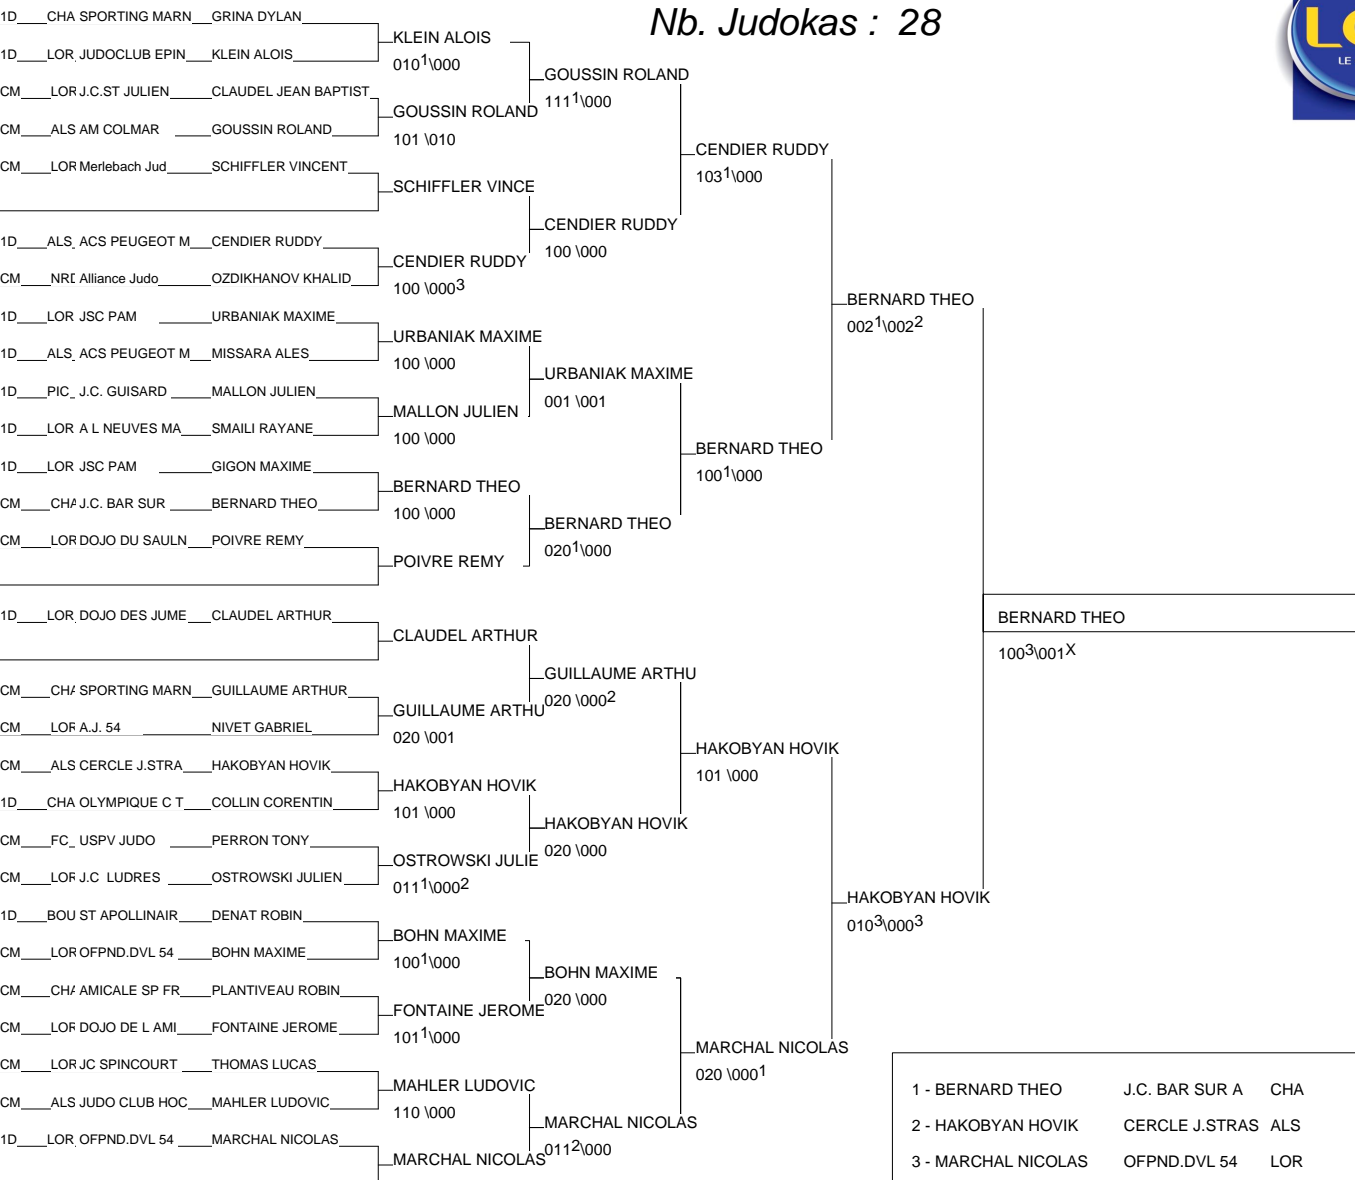 Nb. Judokas : 28
LE
1D CHA SPORTING MARN GRINA DYLAN
1D LOR JUDOCLUB EPIN KLEIN ALOIS
CM LOR J.C.ST JULIEN CLAUDEL JEAN BAPTIST
CM ALS AM COLMAR GOUSSIN ROLAND
CM LOR Merlebach Jud SCHIFFLER VINCENT
1D ALS ACS PEUGEOT M CENDIER RUDDY
CM NRD Alliance Judo OZDIKHANOV KHALID
1D LOR JSC PAM URBANIAK MAXIME
1D ALS ACS PEUGEOT M MISSARA ALES
1D PIC J.C. GUISARD MALLON JULIEN
1D LOR A L NEUVES MA SMAILI RAYANE
1D LOR JSC PAM GIGON MAXIME
CM CHA J.C. BAR SUR BERNARD THEO
CM LOR DOJO DU SAULN POIVRE REMY
1D LOR DOJO DES JUME CLAUDEL ARTHUR
CM CHA SPORTING MARN GUILLAUME ARTHUR
CM LOR A.J. 54 NIVET GABRIEL
CM ALS CERCLE J.STRA HAKOBYAN HOVIK
1D CHA OLYMPIQUE C T COLLIN CORENTIN
CM FC USPV JUDO PERRON TONY
CM LOR J.C LUDRES OSTROWSKI JULIEN
1D BOU ST APOLLINAIR DENAT ROBIN
CM LOR OFPND.DVL 54 BOHN MAXIME
CM CHA AMICALE SP FR PLANTIVEAU ROBIN
CM LOR DOJO DE L AMI FONTAINE JEROME
CM LOR JC SPINCOURT THOMAS LUCAS
CM ALS JUDO CLUB HOC MAHLER LUDOVIC
1D LOR OFPND.DVL 54 MARCHAL NICOLAS
KLEIN ALOIS
010¹\000
GOUSSIN ROLAND
101 \010
SCHIFFLER VINCE
CENDIER RUDDY
100 \000³
URBANIAK MAXIME
100 \000
MALLON JULIEN
100 \000
BERNARD THEO
100 \000
POIVRE REMY
CLAUDEL ARTHUR
GUILLAUME ARTHU
020 \001
HAKOBYAN HOVIK
101 \000
OSTROWSKI JULIE
011¹\000²
BOHN MAXIME
100¹\000
FONTAINE JEROME
101¹\000
MAHLER LUDOVIC
110 \000
MARCHAL NICOLAS
GOUSSIN ROLAND
111¹\000
CENDIER RUDDY
100 \000
URBANIAK MAXIME
001 \001
BERNARD THEO
020¹\000
GUILLAUME ARTHU
020 \000²
HAKOBYAN HOVIK
020 \000
BOHN MAXIME
020 \000
MARCHAL NICOLAS
011²\000
CENDIER RUDDY
103¹\000
BERNARD THEO
100¹\000
HAKOBYAN HOVIK
101 \000
MARCHAL NICOLAS
020 \000¹
BERNARD THEO
002¹\002²
HAKOBYAN HOVIK
010³\000³
BERNARD THEO
100³\001ˣ
1 - BERNARD THEO J.C. BAR SUR A CHA
2 - HAKOBYAN HOVIK CERCLE J.STRAS ALS
3 - MARCHAL NICOLAS OFPND.DVL 54 LOR